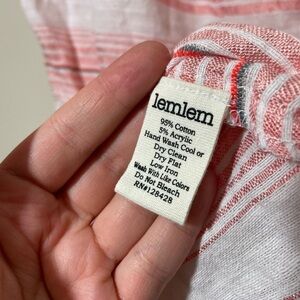 lemlem
95% Cotton
5% Acrylic
Hand Wash Cool or
Dry Clean
Dry Flat
Low Iron
Wash With Like Colors
Do Not Bleach
RN#128428